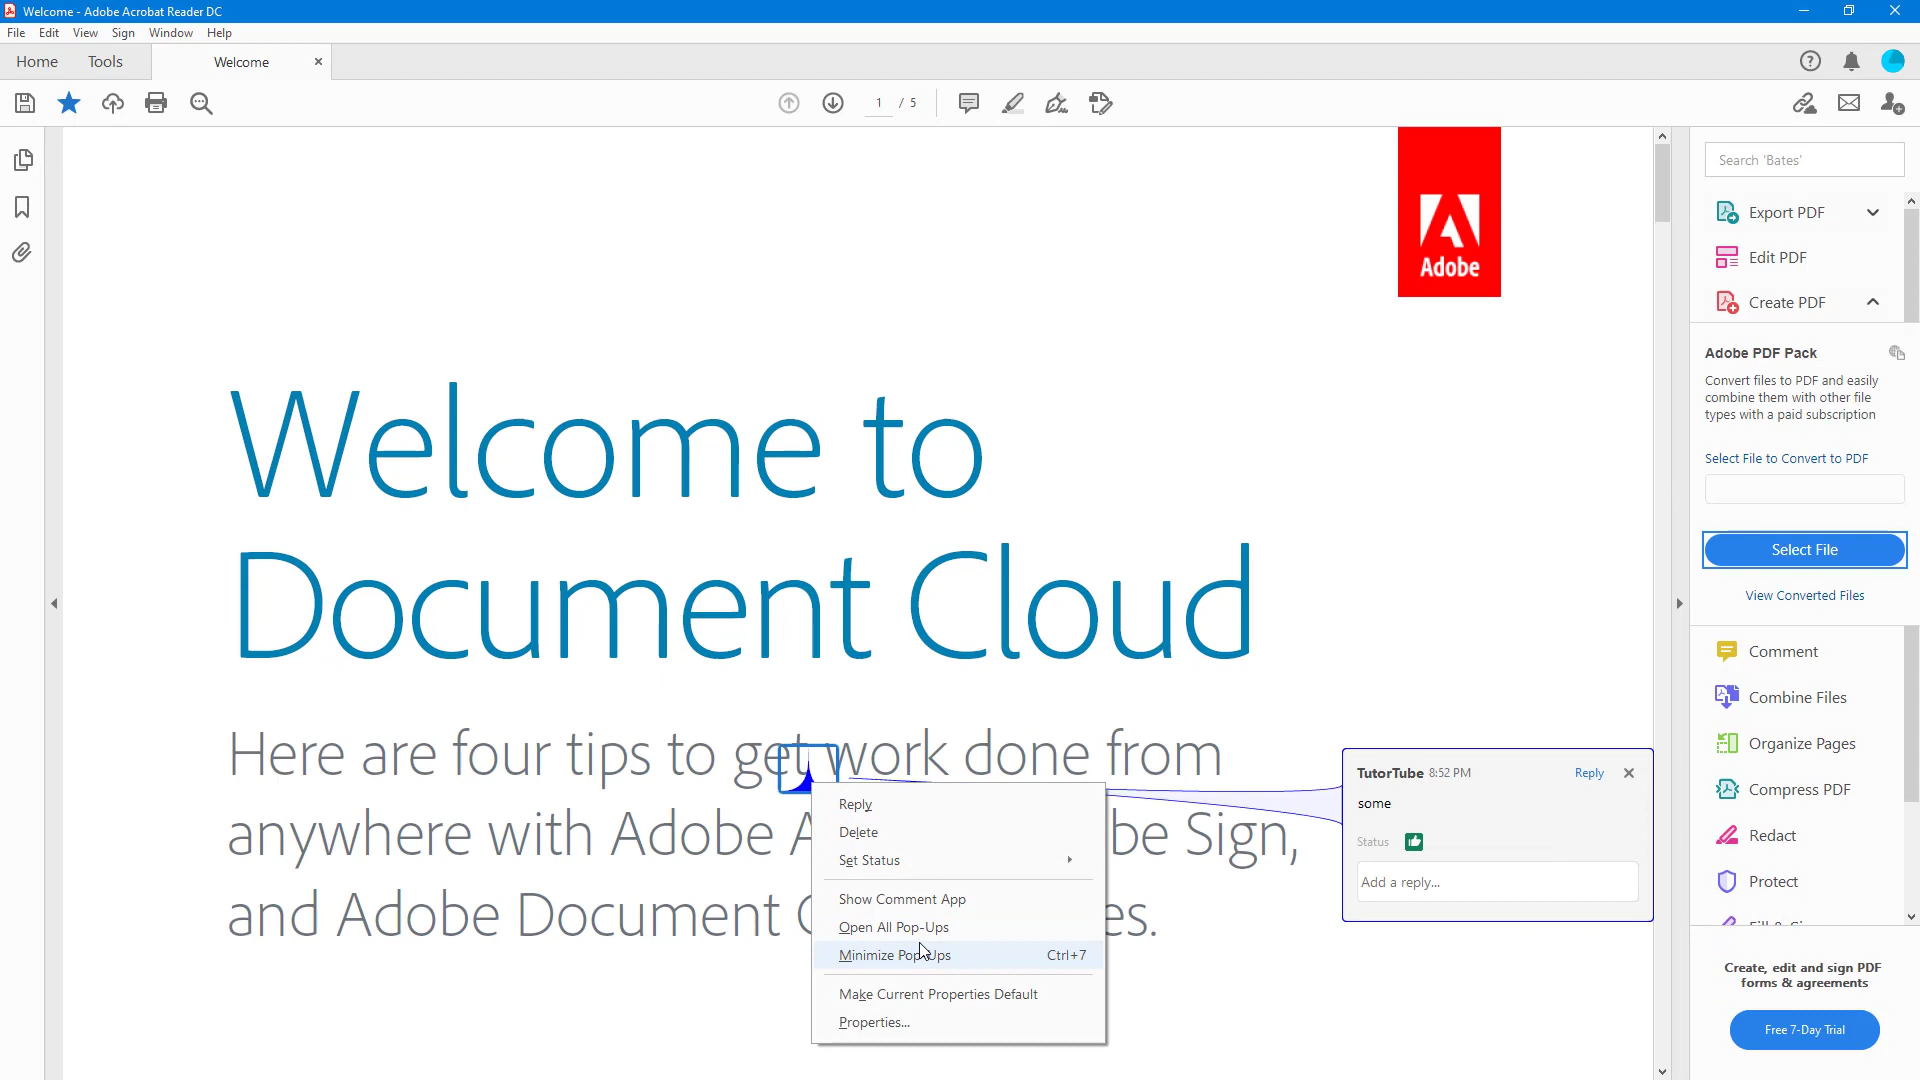 Welcome - Adobe Acrobat Reader DC
File Edit View Sign Window Help
Home Tools Welcome
1 / 5
Search 'Bates'
Export PDF
Edit PDF
Create PDF
Adobe PDF Pack
Convert files to PDF and easily
combine them with other file
types with a paid subscription
Select File to Convert to PDF
Select File
View Converted Files
Comment
Combine Files
Organize Pages
Compress PDF
Redact
Protect
Create, edit and sign PDF
forms & agreements
Free 7-Day Trial
Adobe
Welcome to
Document Cloud
Here are four tips to get work done from
anywhere with Adobe A be Sign,
and Adobe Document C es.
Reply
Delete
Set Status
Show Comment App
Open All Pop-Ups
Minimize Pop-Ups Ctrl+7
Make Current Properties Default
Properties...
TutorTube 8:52 PM Reply
some
Status
Add a reply...